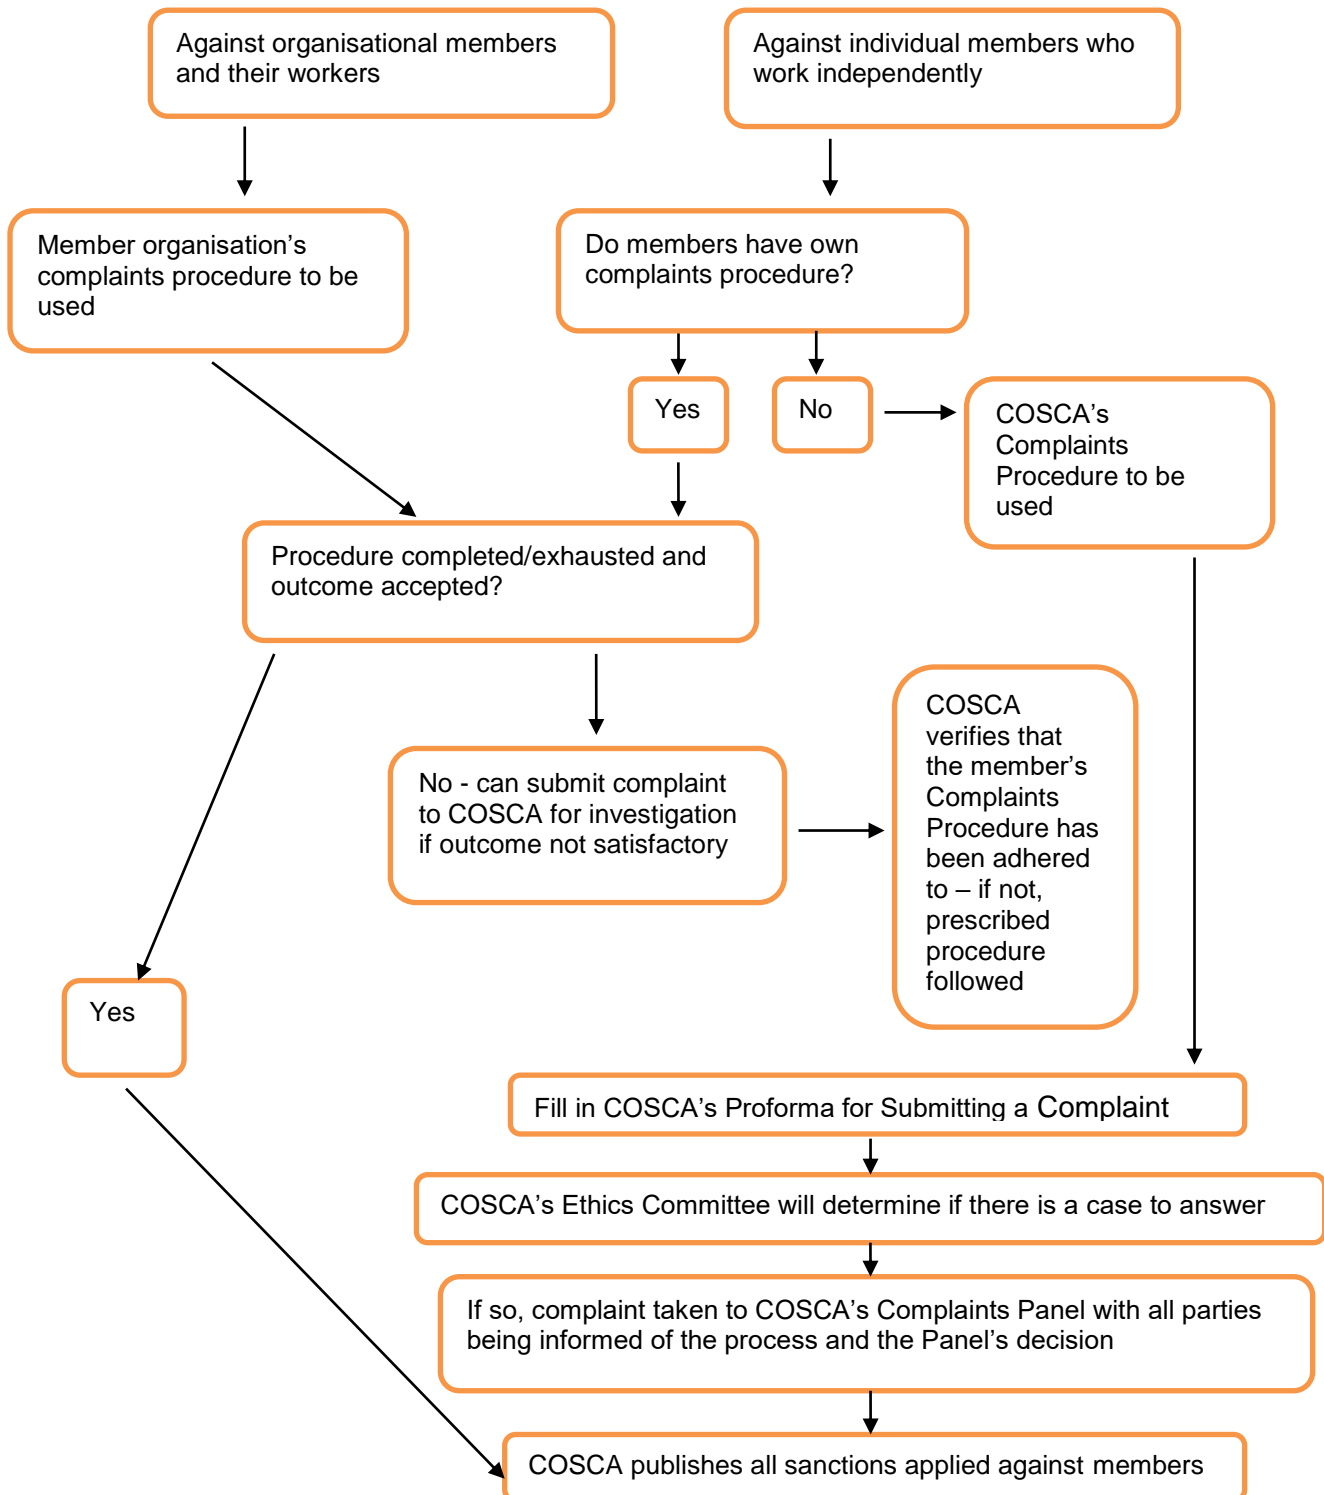 Against organisational members
and their workers
Against individual members who
work independently
Member organisation’s
complaints procedure to be
used
Do members have own
complaints procedure?
Yes
No
COSCA’s
Complaints
Procedure to be
used
Procedure completed/exhausted and
outcome accepted?
No - can submit complaint
to COSCA for investigation
if outcome not satisfactory
COSCA
verifies that
the member’s
Complaints
Procedure has
been adhered
to – if not,
prescribed
procedure
followed
Yes
Fill in COSCA’s Proforma for Submitting a Complaint
COSCA’s Ethics Committee will determine if there is a case to answer
If so, complaint taken to COSCA’s Complaints Panel with all parties
being informed of the process and the Panel’s decision
COSCA publishes all sanctions applied against members